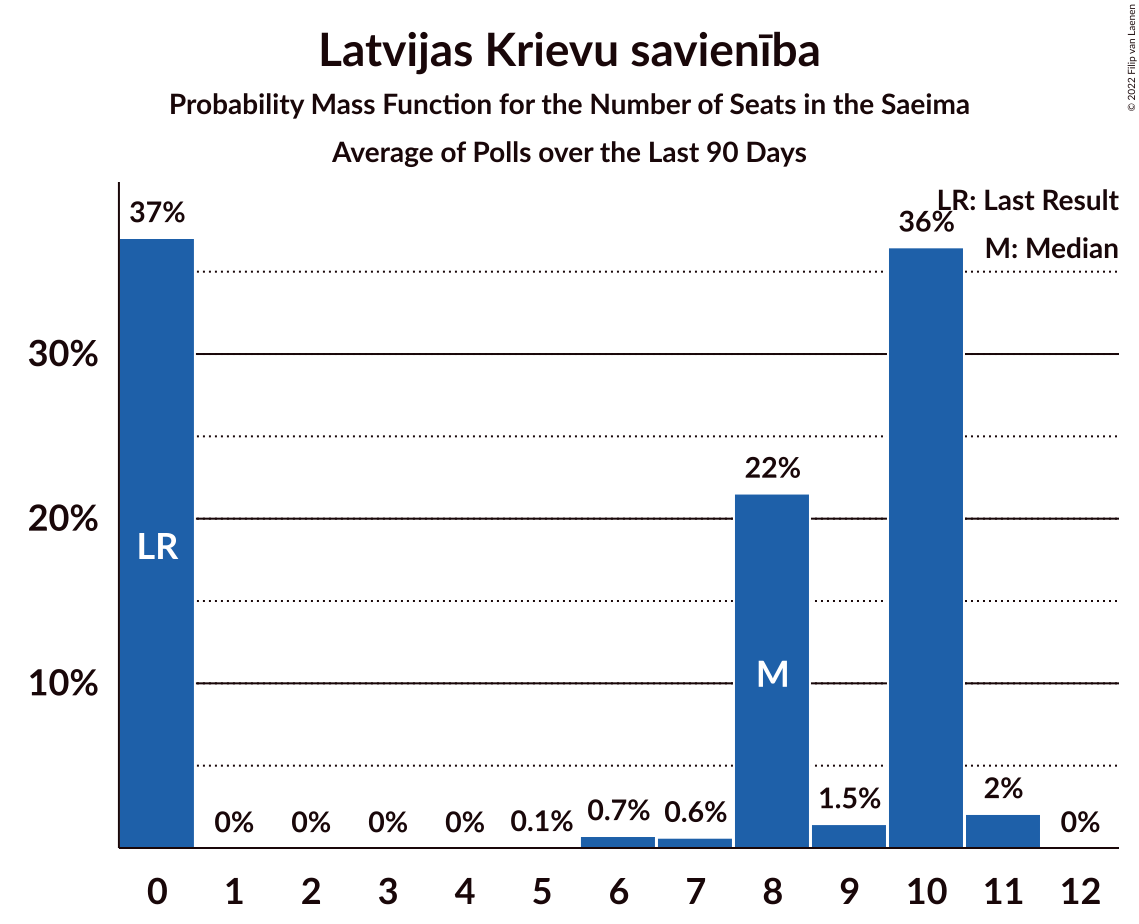 Latvijas Krievu savienība
Probability Mass Function for the Number of Seats in the Saeima
Average of Polls over the Last 90 Days
© 2022 Filip van Laenen
LR: Last Result
M: Median
37%
0%
0%
0%
0%
0.1%
0.7%
0.6%
22%
1.5%
36%
2%
0%
30%
20%
10%
LR
M
0 1 2 3 4 5 6 7 8 9 10 11 12